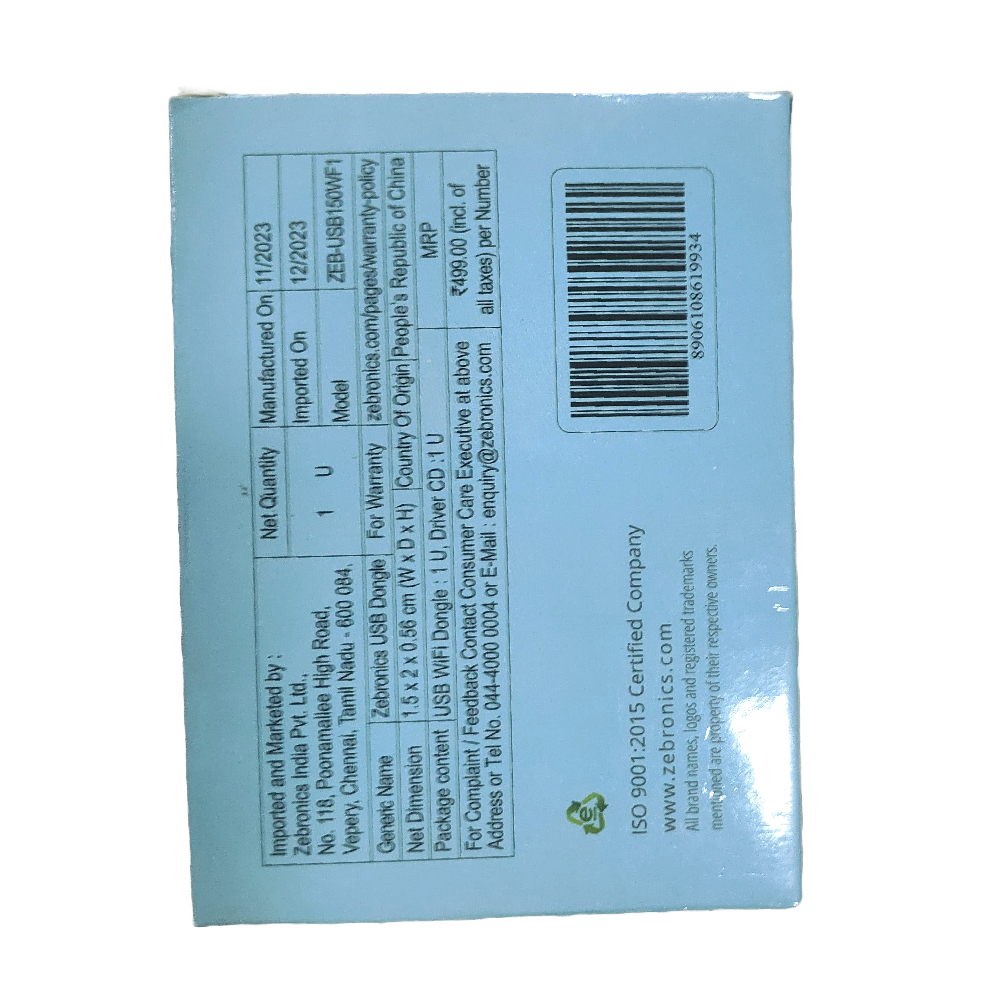 Imported and Marketed by :
Zebronics India Pvt. Ltd.,
No. 118, Poonamallee High Road,
Vepery, Chennai, Tamil Nadu - 600 084.
Net Quantity
1 U
Manufactured On 11/2023
Imported On 12/2023
Model ZEB-USB150WF1
Generic Name Zebronics USB Dongle For Warranty zebronics.com/pages/warranty-policy
Net Dimension 1.5 x 2 x 0.56 cm (W x D x H) Country Of Origin People's Republic of China
Package content USB WiFi Dongle : 1 U, Driver CD :1 U
MRP
For Complaint / Feedback Contact Consumer Care Executive at above
Address or Tel No. 044-4000 0004 or E-Mail : enquiry@zebronics.com
₹499.00 (incl. of
all taxes) per Number
8906108619934
e
ISO 9001:2015 Certified Company
www.zebronics.com
All brand names, logos and registered trademarks
mentioned are property of their respective owners.